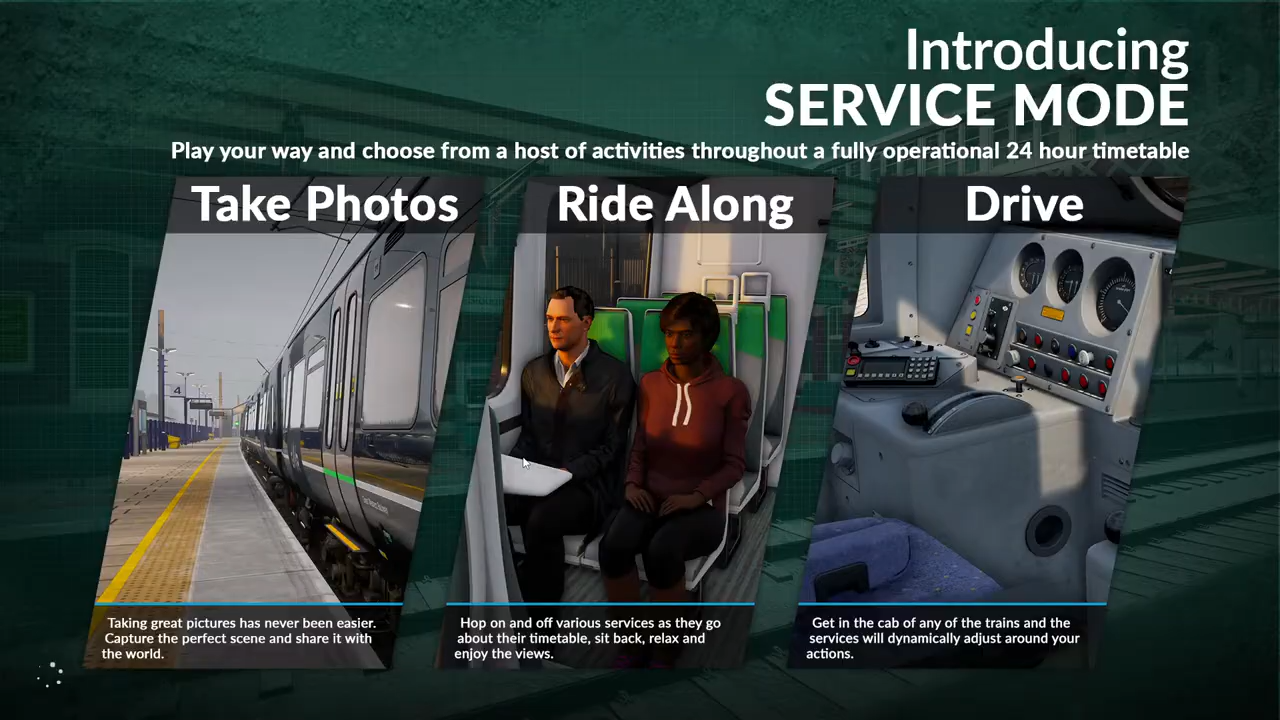 Introducing
SERVICE MODE
Play your way and choose from a host of activities throughout a fully operational 24 hour timetable
Take Photos
Taking great pictures has never been easier.
Capture the perfect scene and share it with
the world.
Ride Along
Hop on and off various services as they go
about their timetable, sit back, relax and
enjoy the views.
Drive
Get in the cab of any of the trains and the
services will dynamically adjust around your
actions.
4